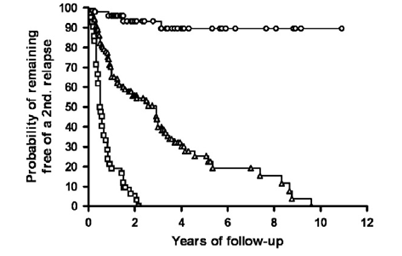 Probability of remaining
free of a 2nd. relapse
100
90
80
70
60
50
40
30
20
10
0
0 2 4 6 8 10 12
Years of follow-up